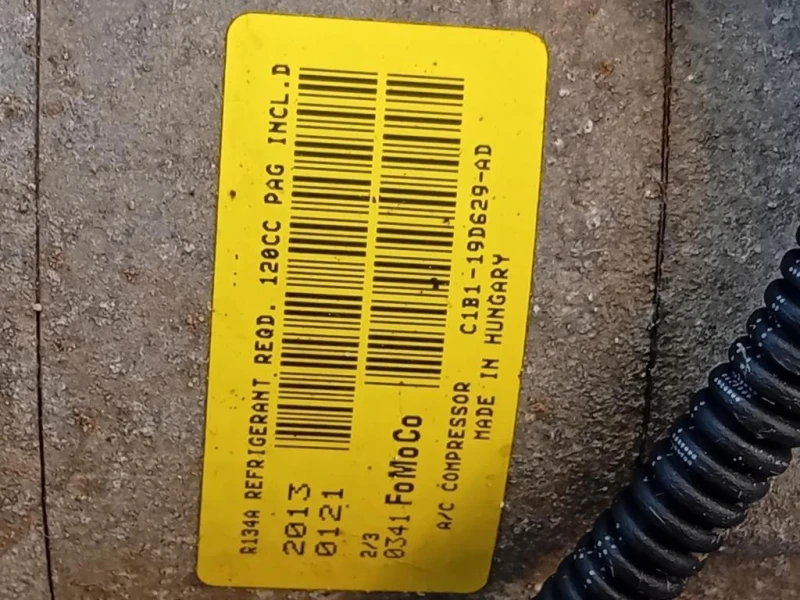 R134A REFRIGERANT REQD. 120CC PAG INCL.D
2013
0121
2/3
0341 FoMoCo
A/C COMPRESSOR C1B1-19D629-AD
MADE IN HUNGARY